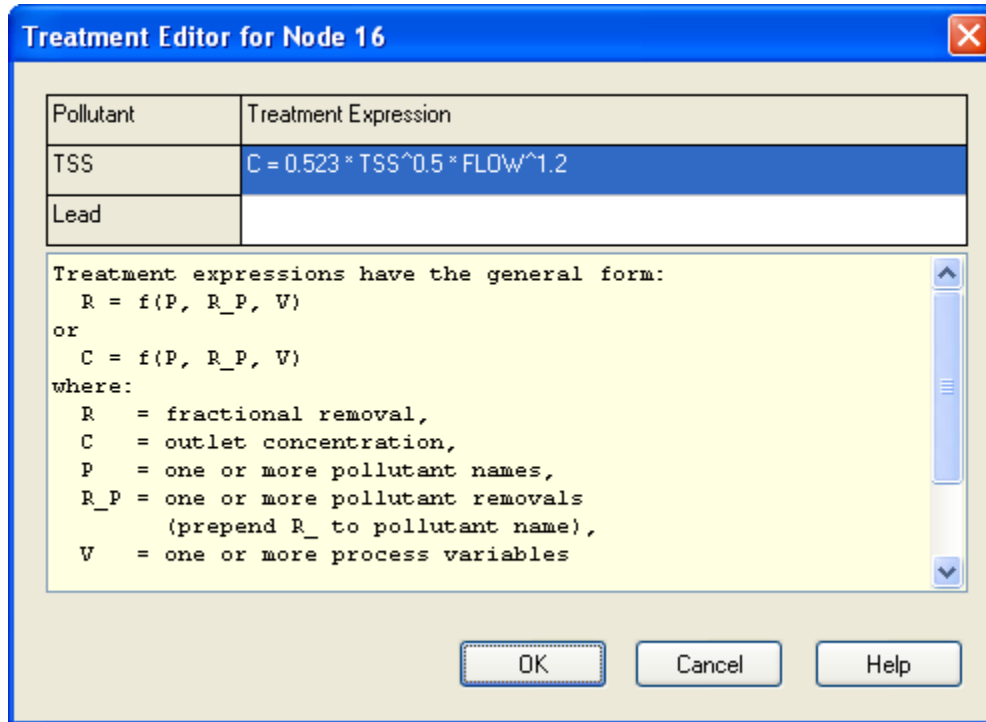 Treatment Editor for Node 16
Pollutant Treatment Expression
TSS C = 0.523 * TSS^0.5 * FLOW^1.2
Lead
Treatment expressions have the general form:
R = f(P, R_P, V)
or
C = f(P, R_P, V)
where:
R = fractional removal,
C = outlet concentration,
P = one or more pollutant names,
R_P = one or more pollutant removals
(prepend R_ to pollutant name),
V = one or more process variables
OK Cancel Help